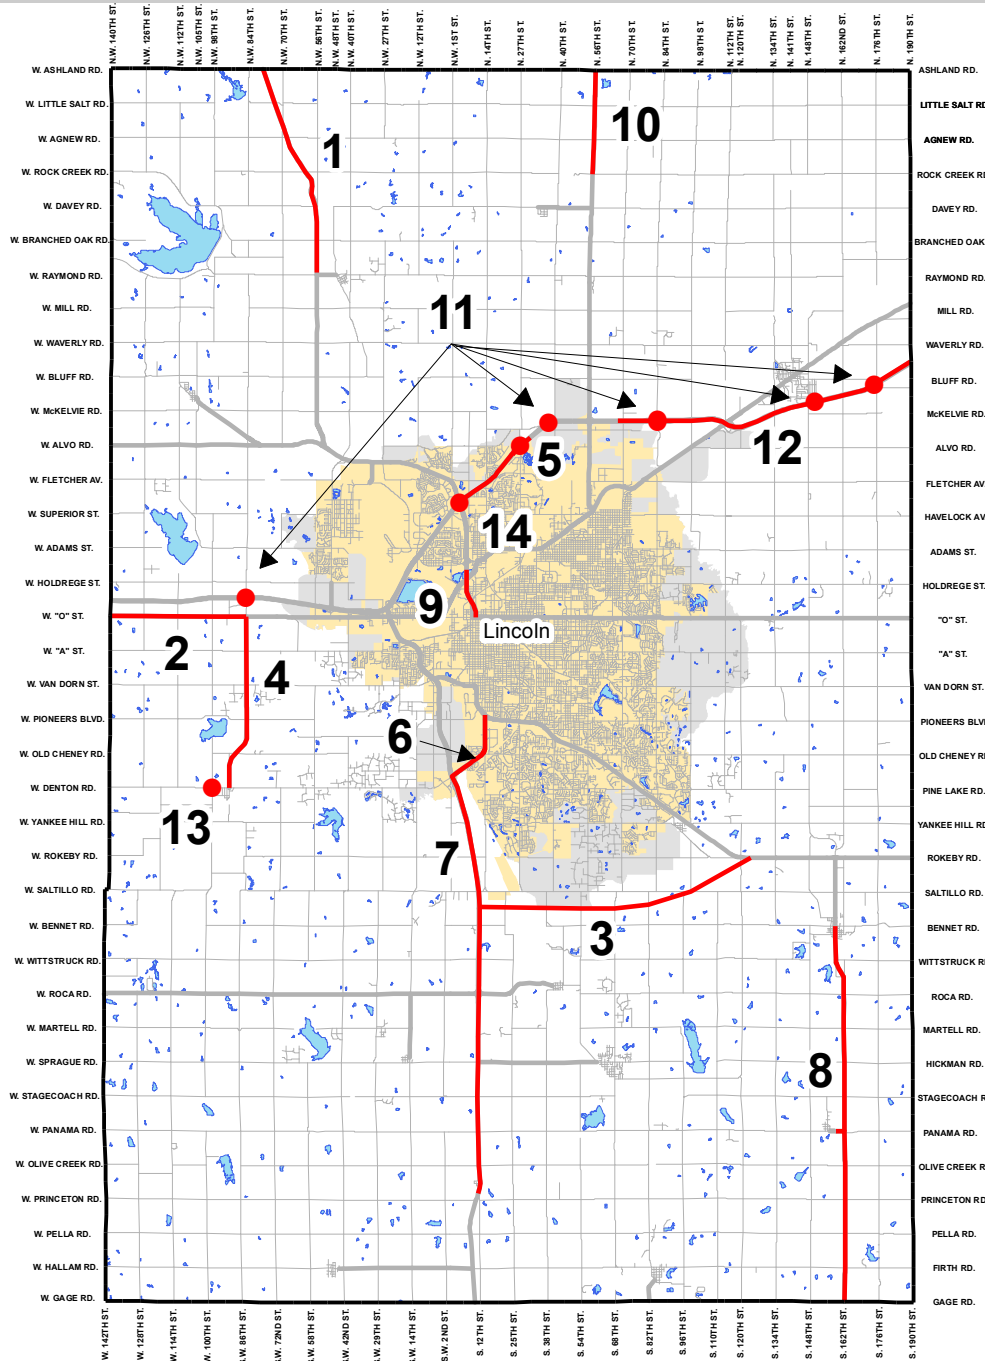 N.W. 140TH ST.
N.W. 126TH ST.
N.W. 112TH ST.
N.W. 105TH ST.
N.W. 98TH ST.
N.W. 84TH ST.
N.W. 70TH ST.
N.W. 56TH ST.
N.W. 48TH ST.
N.W. 40TH ST.
N.W. 27TH ST.
N.W. 12TH ST.
N.W. 1ST ST.
N. 14TH ST.
N. 27TH ST.
N. 40TH ST.
N. 56TH ST.
N. 70TH ST.
N. 84TH ST.
N. 98TH ST.
N. 112TH ST.
N. 120TH ST.
N. 134TH ST.
N. 141TH ST.
N. 148TH ST.
N. 162ND ST.
N. 176TH ST.
N. 190TH ST.
W. ASHLAND RD.
W. LITTLE SALT RD.
W. AGNEW RD.
W. ROCK CREEK RD.
W. DAVEY RD.
W. BRANCHED OAK RD.
W. RAYMOND RD.
W. MILL RD.
W. WAVERLY RD.
W. BLUFF RD.
W. McKELVIE RD.
W. ALVO RD.
W. FLETCHER AV.
W. SUPERIOR ST.
W. ADAMS ST.
W. HOLDREGE ST.
W. "O" ST.
W. "A" ST.
W. VAN DORN ST.
W. PIONEERS BLVD.
W. OLD CHENEY RD.
W. DENTON RD.
W. YANKEE HILL RD.
W. ROKEBY RD.
W. SALTILLO RD.
W. BENNET RD.
W. WITTSTRUCK RD.
W. ROCA RD.
W. MARTELL RD.
W. SPRAGUE RD.
W. STAGECOACH RD.
W. PANAMA RD.
W. OLIVE CREEK RD.
W. PRINCETON RD.
W. PELLA RD.
W. HALLAM RD.
W. GAGE RD.
1
10
11
5
12
14
9
Lincoln
2
4
6
13
7
3
8
ASHLAND RD.
LITTLE SALT RD
AGNEW RD.
ROCK CREEK RD
DAVEY RD.
BRANCHED OAK
RAYMOND RD.
MILL RD.
WAVERLY RD.
BLUFF RD.
McKELVIE RD.
ALVO RD.
FLETCHER AV
HAVELOCK AV
ADAMS ST.
HOLDREGE ST.
"O" ST.
"A" ST.
VAN DORN ST.
PIONEERS BLV
OLD CHENEY R
PINE LAKE RD.
YANKEE HILL R
ROKEBY RD.
SALTILLO RD.
BENNET RD.
WITTSTRUCK R
ROCA RD.
MARTELL RD.
HICKMAN RD.
STAGECOACH R
PANAMA RD.
OLIVE CREEK R
PRINCETON RD
PELLA RD.
FIRTH RD.
GAGE RD.
W. 142TH ST.
W. 128TH ST.
W. 114TH ST.
W. 100TH ST.
S.W. 86TH ST.
S.W. 72ND ST.
S.W. 58TH ST.
S.W. 42ND ST.
S.W. 29TH ST.
S.W. 14TH ST.
S.W. 2ND ST.
S. 12TH ST.
S. 25TH ST.
S. 38TH ST.
S. 54TH ST.
S. 68TH ST.
S. 82TH ST.
S. 96TH ST.
S. 110TH ST.
S. 120TH ST.
S. 134TH ST.
S. 148TH ST.
S. 162TH ST.
S. 176TH ST.
S. 190TH ST.